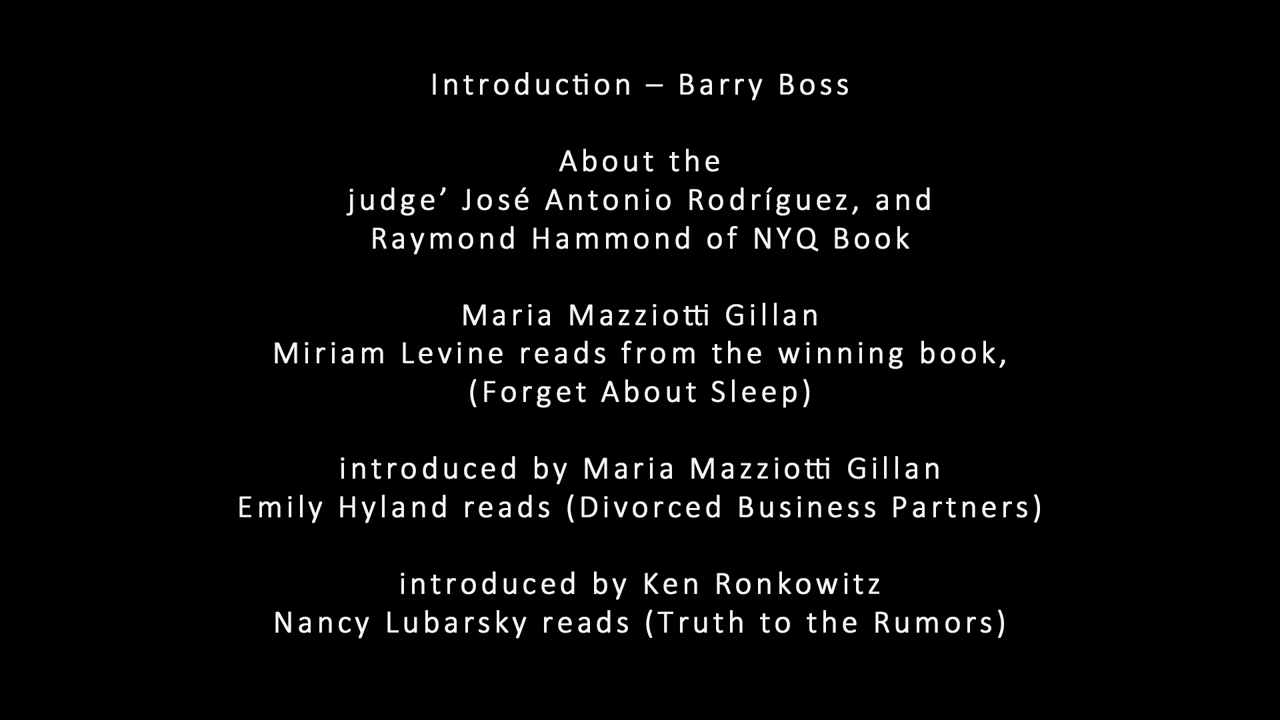 Introduction – Barry Boss
About the
judge’ José Antonio Rodríguez, and
Raymond Hammond of NYQ Book
Maria Mazziotti Gillan
Miriam Levine reads from the winning book,
(Forget About Sleep)
introduced by Maria Mazziotti Gillan
Emily Hyland reads (Divorced Business Partners)
introduced by Ken Ronkowitz
Nancy Lubarsky reads (Truth to the Rumors)